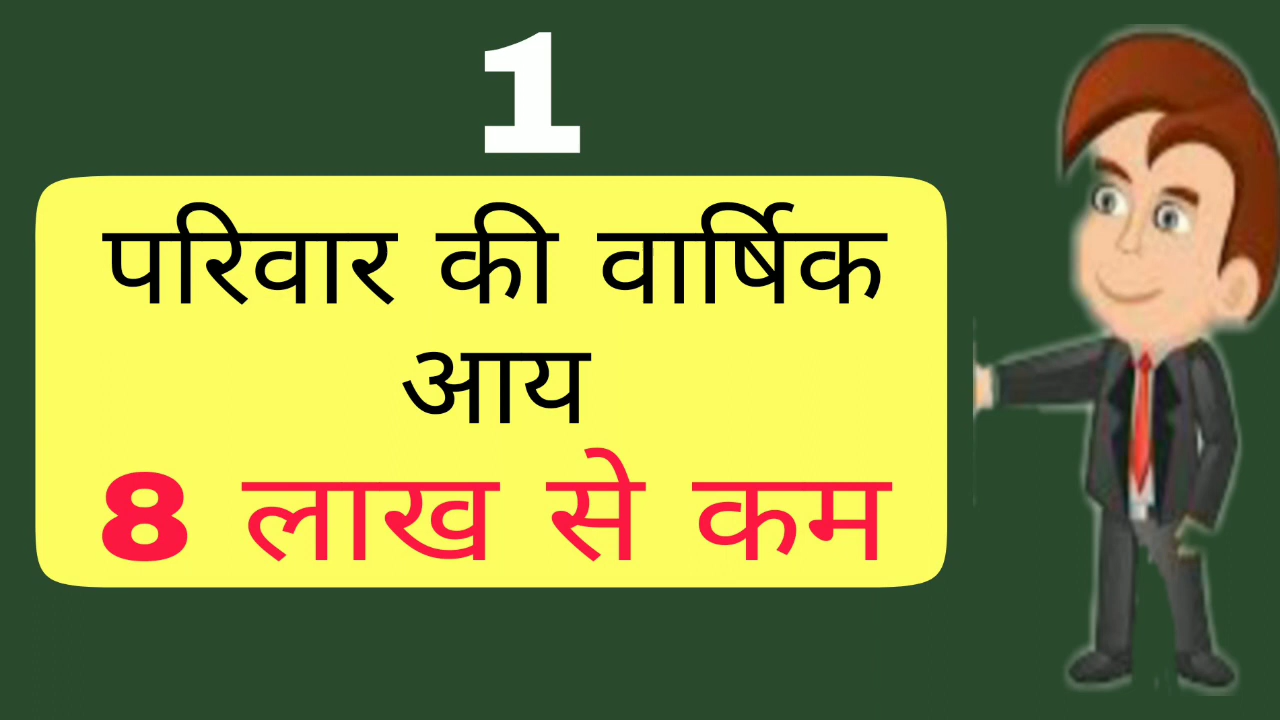 1
परिवार की वार्षिक
आय
8 लाख से कम